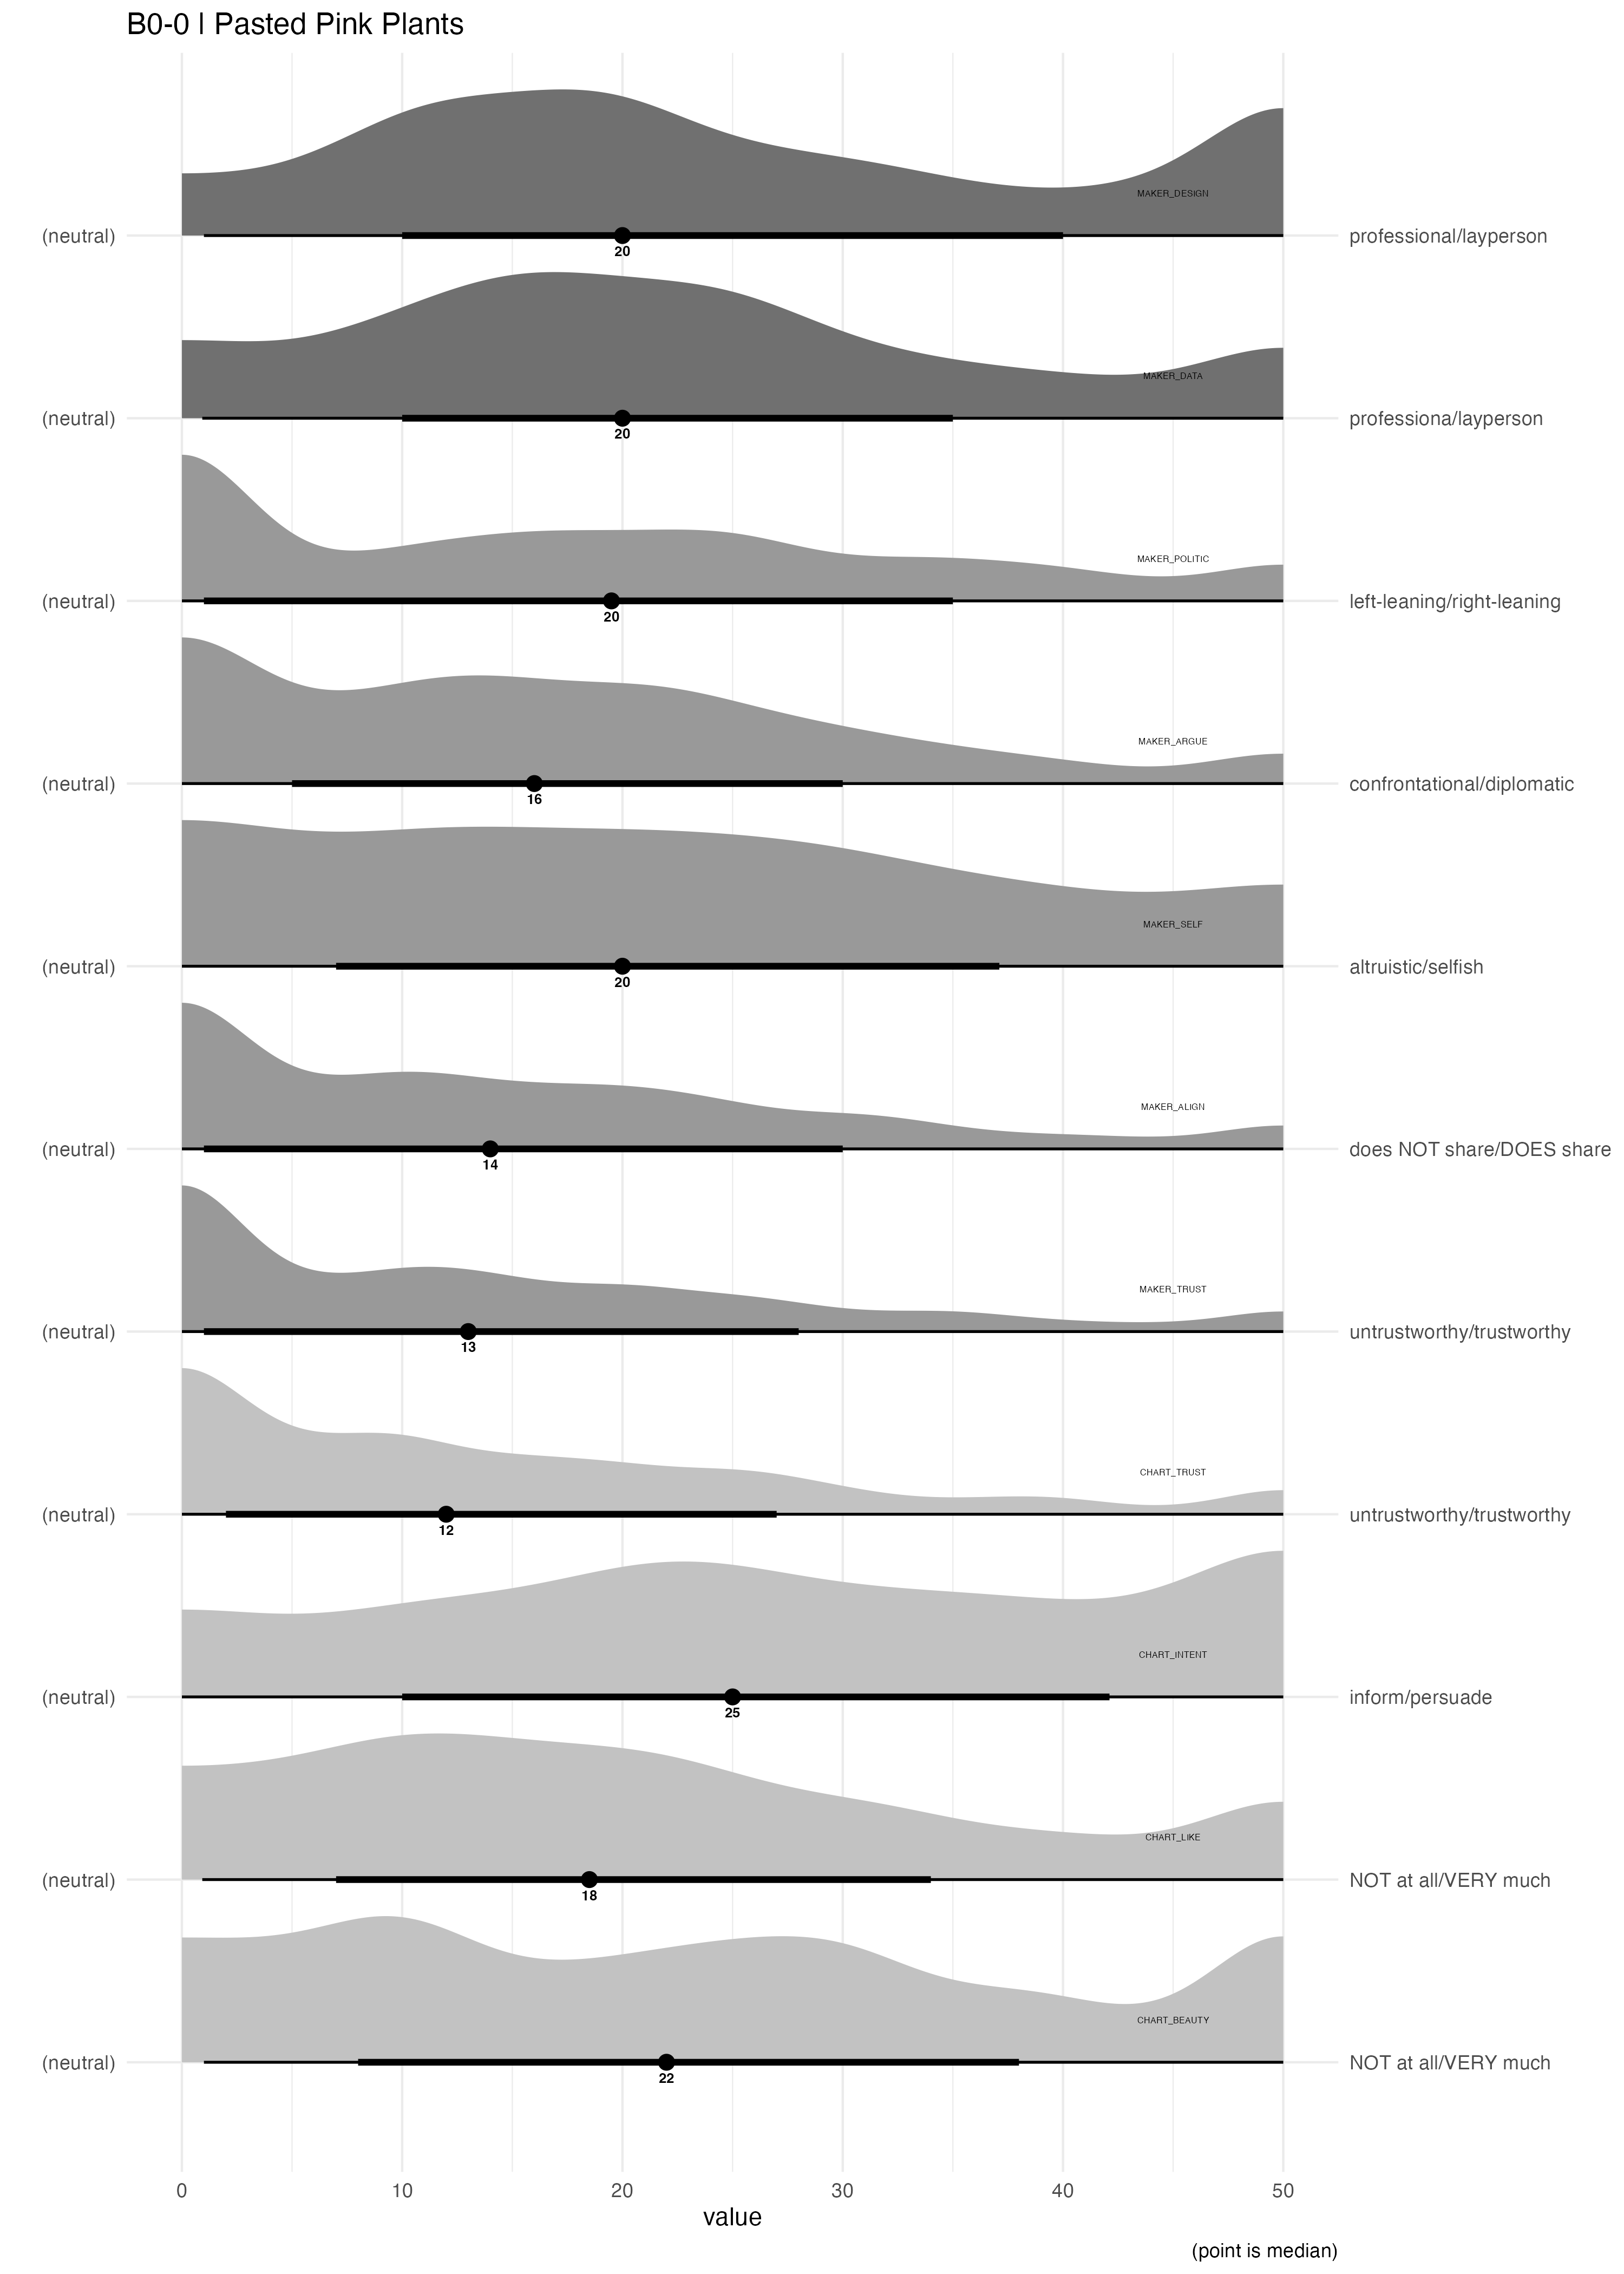 B0-0 | Pasted Pink Plants
MAKER_DESIGN
(neutral) professional/layperson
20
MAKER_DATA
(neutral) professiona/layperson
20
MAKER_POLITIC
(neutral) left-leaning/right-leaning
20
MAKER_ARGUE
(neutral) confrontational/diplomatic
16
MAKER_SELF
(neutral) altruistic/selfish
20
MAKER_ALIGN
(neutral) does NOT share/DOES share
14
MAKER_TRUST
(neutral) untrustworthy/trustworthy
13
CHART_TRUST
(neutral) untrustworthy/trustworthy
12
CHART_INTENT
(neutral) inform/persuade
25
CHART_LIKE
(neutral) NOT at all/VERY much
18
CHART_BEAUTY
(neutral) NOT at all/VERY much
22
0 10 20 30 40 50
value
(point is median)